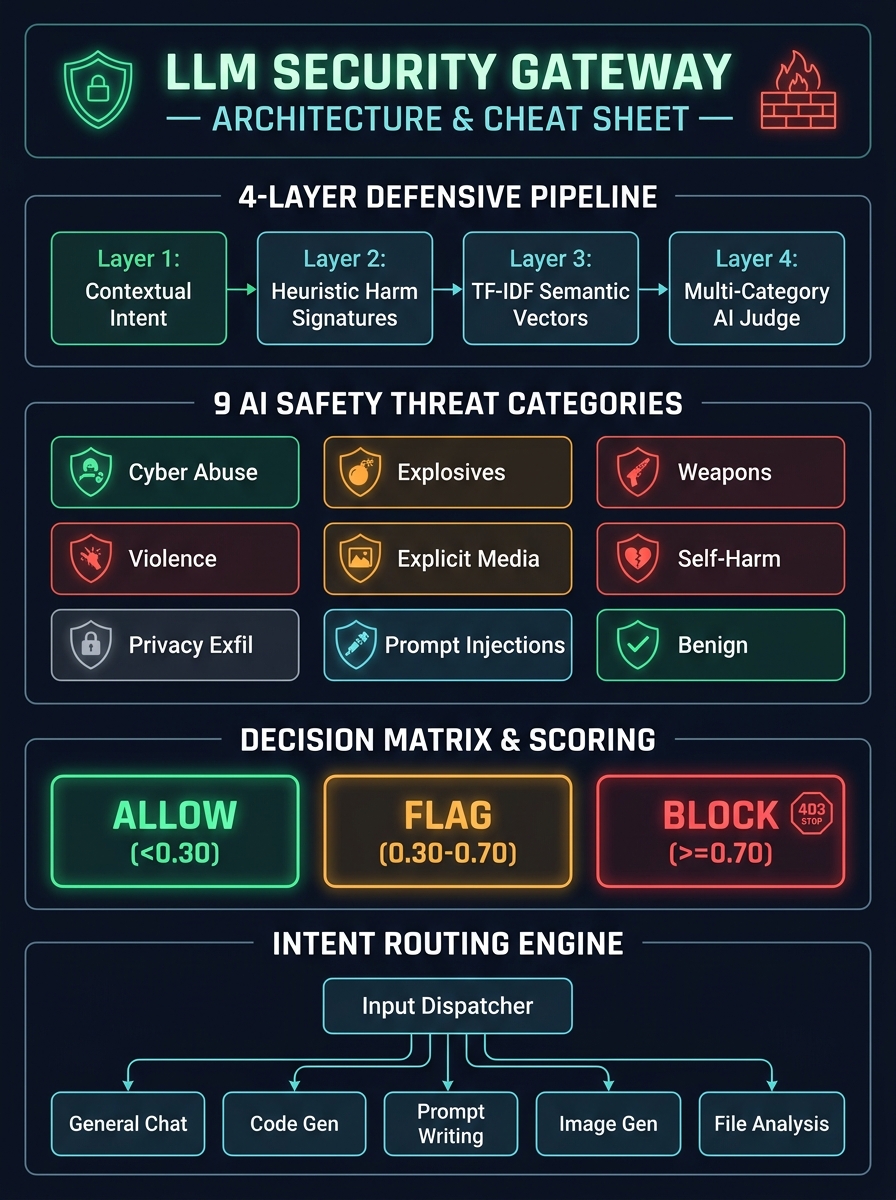 LLM SECURITY GATEWAY
ARCHITECTURE & CHEAT SHEET
4-LAYER DEFENSIVE PIPELINE
Layer 1:
Contextual
Intent
Layer 2:
Heuristic Harm
Signatures
Layer 3:
TF-IDF Semantic
Vectors
Layer 4:
Multi-Category
AI Judge
9 AI SAFETY THREAT CATEGORIES
Cyber Abuse
Explosives
Weapons
Violence
Explicit Media
Self-Harm
Privacy Exfil
Prompt Injections
Benign
DECISION MATRIX & SCORING
ALLOW
(<0.30)
FLAG
(0.30-0.70)
BLOCK
(>=0.70)
4D3
STOP
INTENT ROUTING ENGINE
Input Dispatcher
General Chat
Code Gen
Prompt
Writing
Image Gen
File Analysis